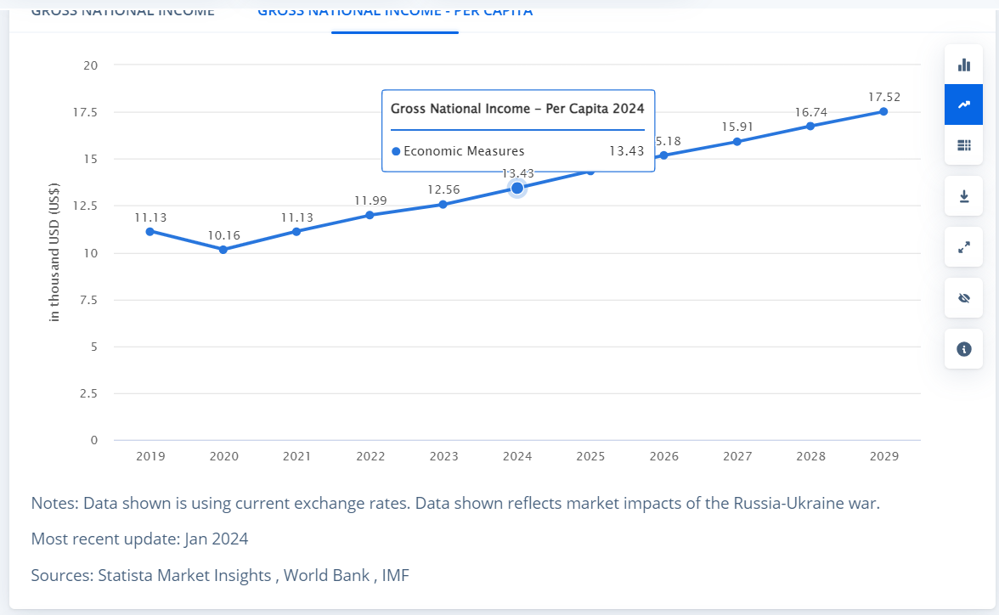 GROSS NATIONAL INCOME
GROSS NATIONAL INCOME - PER CAPITA
in thousand USD (US$)
20
17.5
15
12.5
10
7.5
5
2.5
0
Gross National Income – Per Capita 2024
Economic Measures 13.43
11.13
10.16
11.13
11.99
12.56
13.43
5.18
15.91
16.74
17.52
2019 2020 2021 2022 2023 2024 2025 2026 2027 2028 2029
Notes: Data shown is using current exchange rates. Data shown reflects market impacts of the Russia-Ukraine war.
Most recent update: Jan 2024
Sources: Statista Market Insights , World Bank , IMF